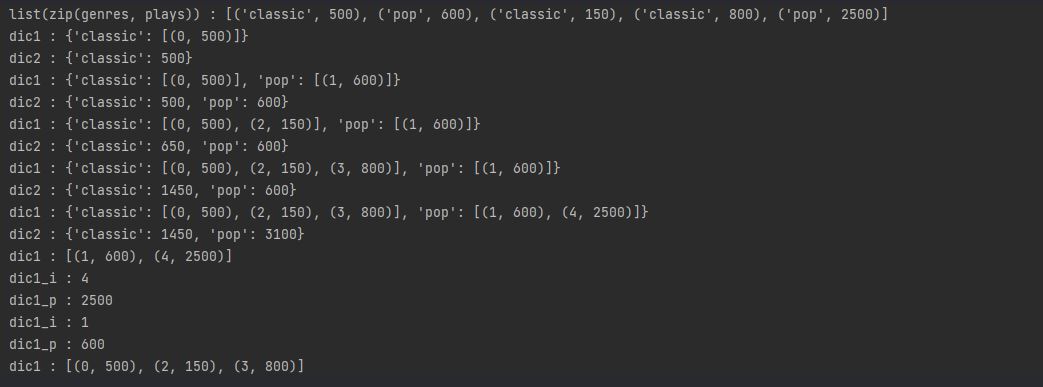 list(zip(genres, plays)) : [('classic', 500), ('pop', 600), ('classic', 150), ('classic', 800), ('pop', 2500)]
dic1 : {'classic': [(0, 500)]}
dic2 : {'classic': 500}
dic1 : {'classic': [(0, 500)], 'pop': [(1, 600)]}
dic2 : {'classic': 500, 'pop': 600}
dic1 : {'classic': [(0, 500), (2, 150)], 'pop': [(1, 600)]}
dic2 : {'classic': 650, 'pop': 600}
dic1 : {'classic': [(0, 500), (2, 150), (3, 800)], 'pop': [(1, 600)]}
dic2 : {'classic': 1450, 'pop': 600}
dic1 : {'classic': [(0, 500), (2, 150), (3, 800)], 'pop': [(1, 600), (4, 2500)]}
dic2 : {'classic': 1450, 'pop': 3100}
dic1 : [(1, 600), (4, 2500)]
dic1_i : 4
dic1_p : 2500
dic1_i : 1
dic1_p : 600
dic1 : [(0, 500), (2, 150), (3, 800)]